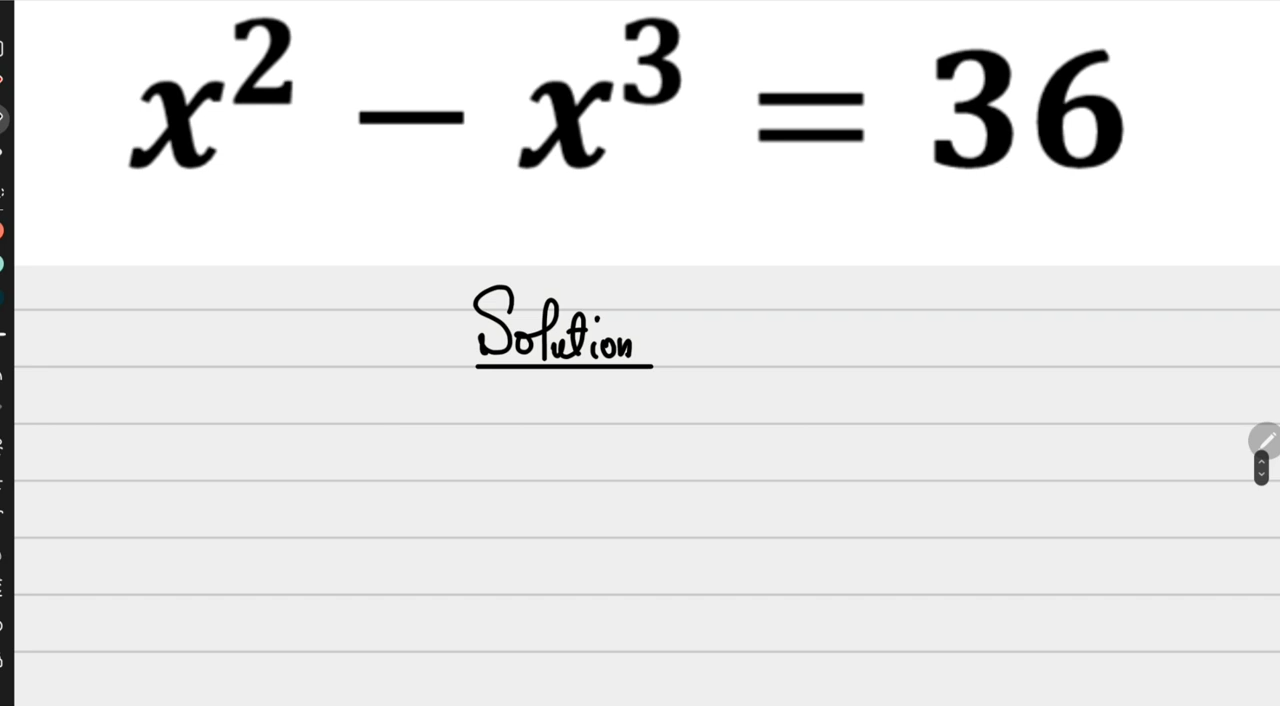 x² − x³ = 36
Solution